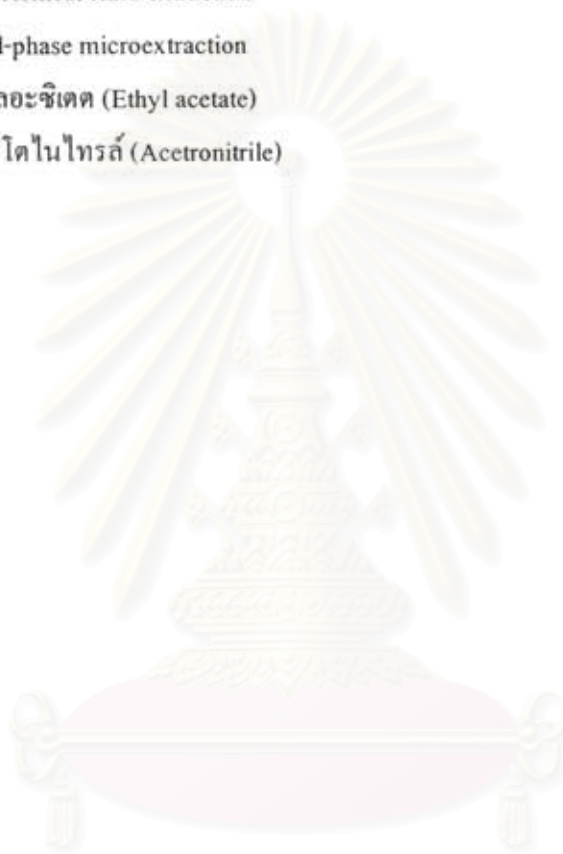 -phase microextraction
ลอะซิเตต (Ethyl acetate)
โตไนไทรล์ (Acetronitrile)